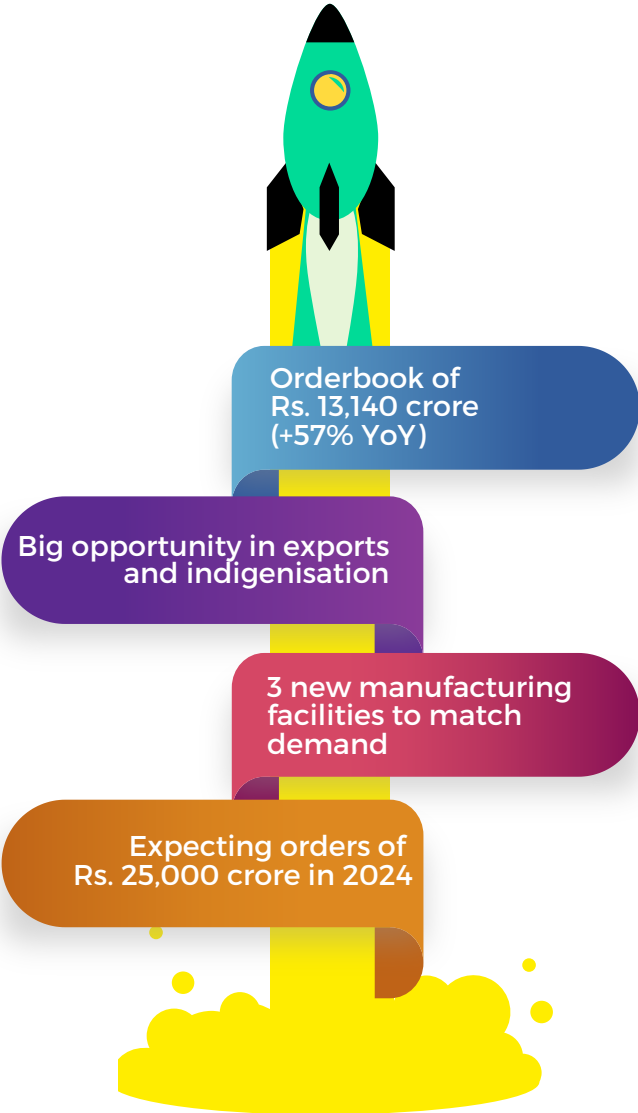 Orderbook of
Rs. 13,140 crore
(+57% YoY)
Big opportunity in exports
and indigenisation
3 new manufacturing
facilities to match
demand
Expecting orders of
Rs. 25,000 crore in 2024